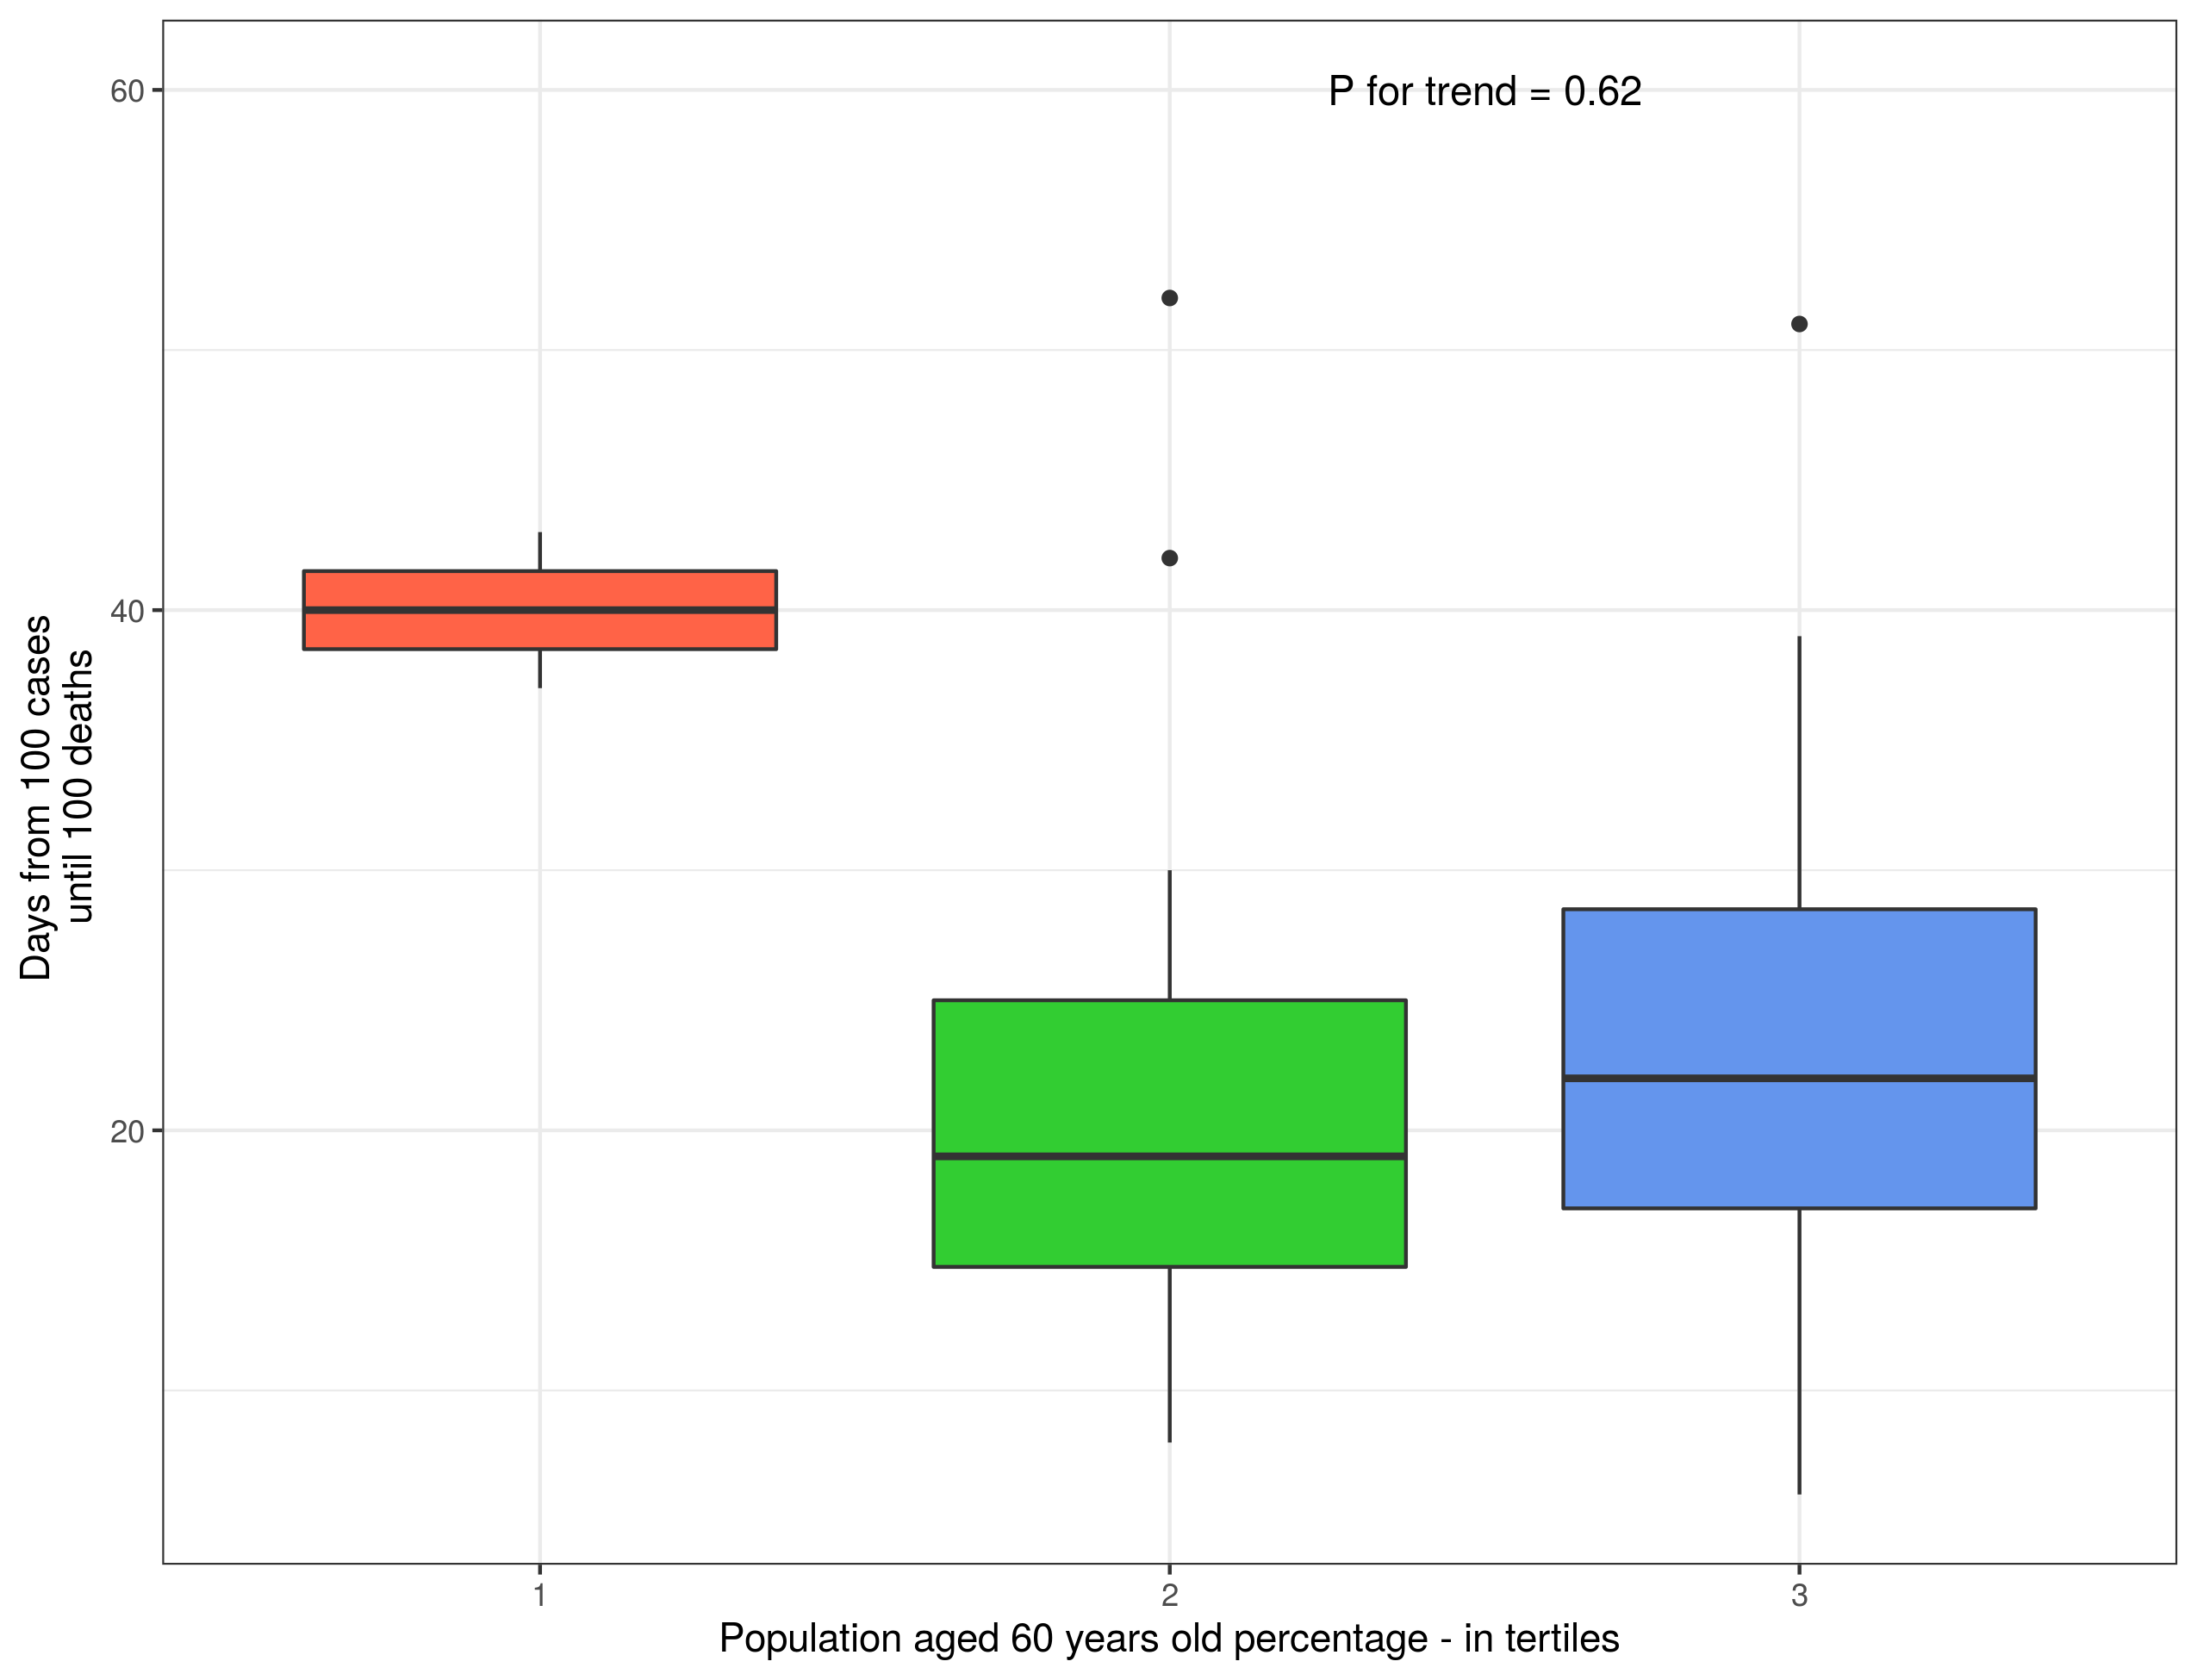 P for trend = 0.62
60
40
20
Days from 100 cases
until 100 deaths
1
2
3
Population aged 60 years old percentage - in tertiles